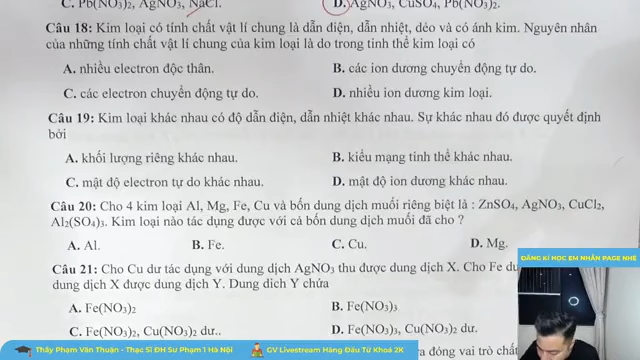 C. Pb(NO₃)₂, AgNO₃, NaCl. D. AgNO₃, CuSO₄, Pb(NO₃)₂.
Câu 18: Kim loại có tính chất vật lí chung là dẫn điện, dẫn nhiệt, dẻo và có ánh kim. Nguyên nhân
của những tính chất vật lí chung của kim loại là do trong tinh thể kim loại có
A. nhiều electron độc thân. B. các ion dương chuyển động tự do.
C. các electron chuyển động tự do. D. nhiều ion dương kim loại.
Câu 19: Kim loại khác nhau có độ dẫn điện, dẫn nhiệt khác nhau. Sự khác nhau đó được quyết định
bởi
A. khối lượng riêng khác nhau. B. kiểu mạng tinh thể khác nhau.
C. mật độ electron tự do khác nhau. D. mật độ ion dương khác nhau.
Câu 20: Cho 4 kim loại Al, Mg, Fe, Cu và bốn dung dịch muối riêng biệt là : ZnSO₄, AgNO₃, CuCl₂,
Al₂(SO₄)₃. Kim loại nào tác dụng được với cả bốn dung dịch muối đã cho ?
A. Al. B. Fe. C. Cu. D. Mg.
ĐĂNG KÍ HỌC EM NHẮN PAGE NHÉ
Câu 21: Cho Cu dư tác dụng với dung dịch AgNO₃ thu được dung dịch X. Cho Fe dư
dung dịch X được dung dịch Y. Dung dich Y chứa
A. Fe(NO₃)₂ B. Fe(NO₃)₃
C. Fe(NO₃)₂, Cu(NO₃)₂ dư.. D. Fe(NO₃)₃, Cu(NO₃)₂ dư.
đóng vai trò chất
Thầy Phạm Văn Thuận - Thạc Sĩ ĐH Sư Phạm 1 Hà Nội GV Livestream Hàng Đầu Từ Khoá 2K